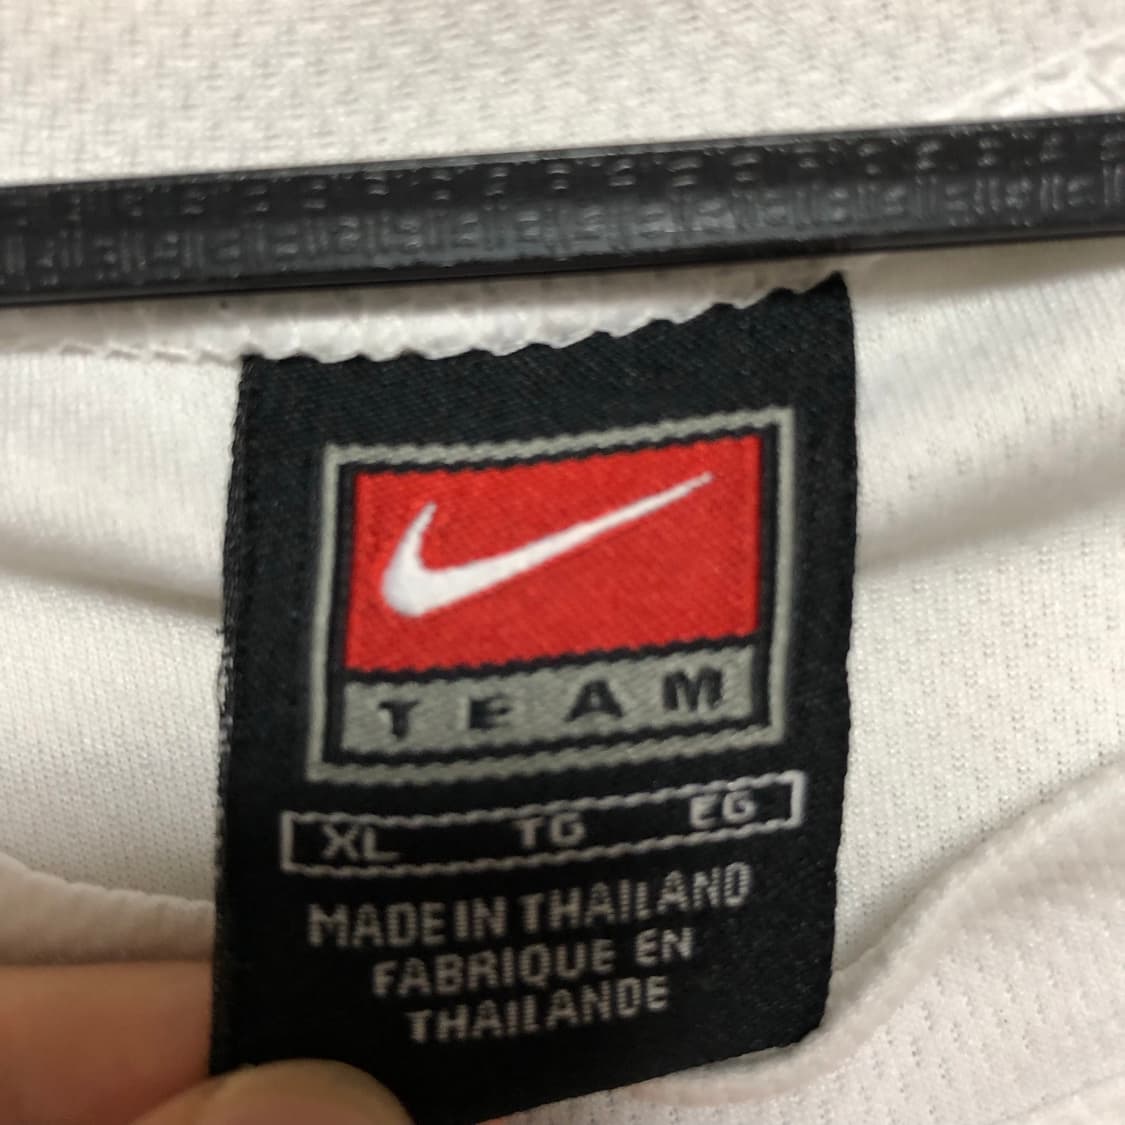 TEAM
XL TG EG
MADE IN THAILAND
FABRIQUE EN
THAILANDE